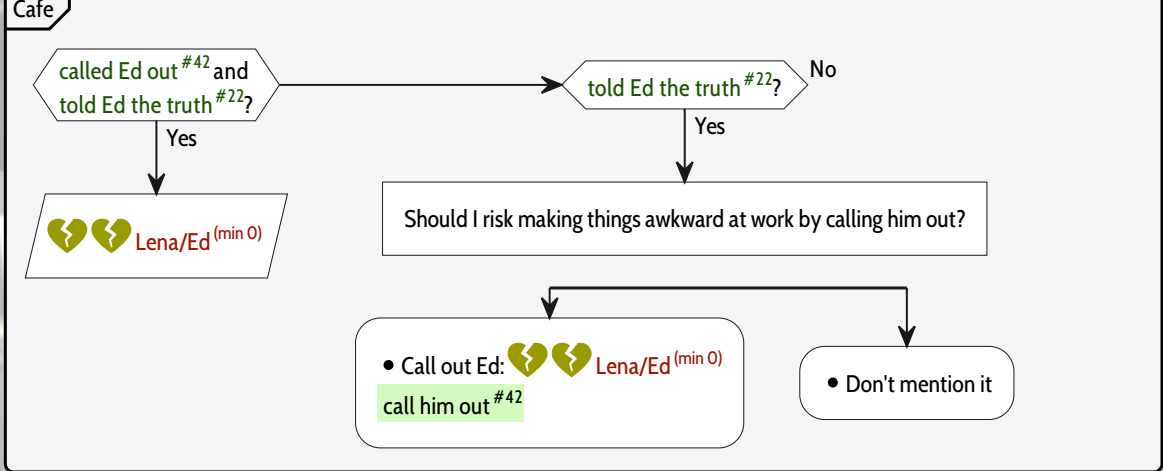 Cafe
called Ed out #42 and
told Ed the truth #22?
Yes
told Ed the truth #22?
No
Yes
Lena/Ed (min 0)
Should I risk making things awkward at work by calling him out?
• Call out Ed: Lena/Ed (min 0)
call him out #42
• Don't mention it